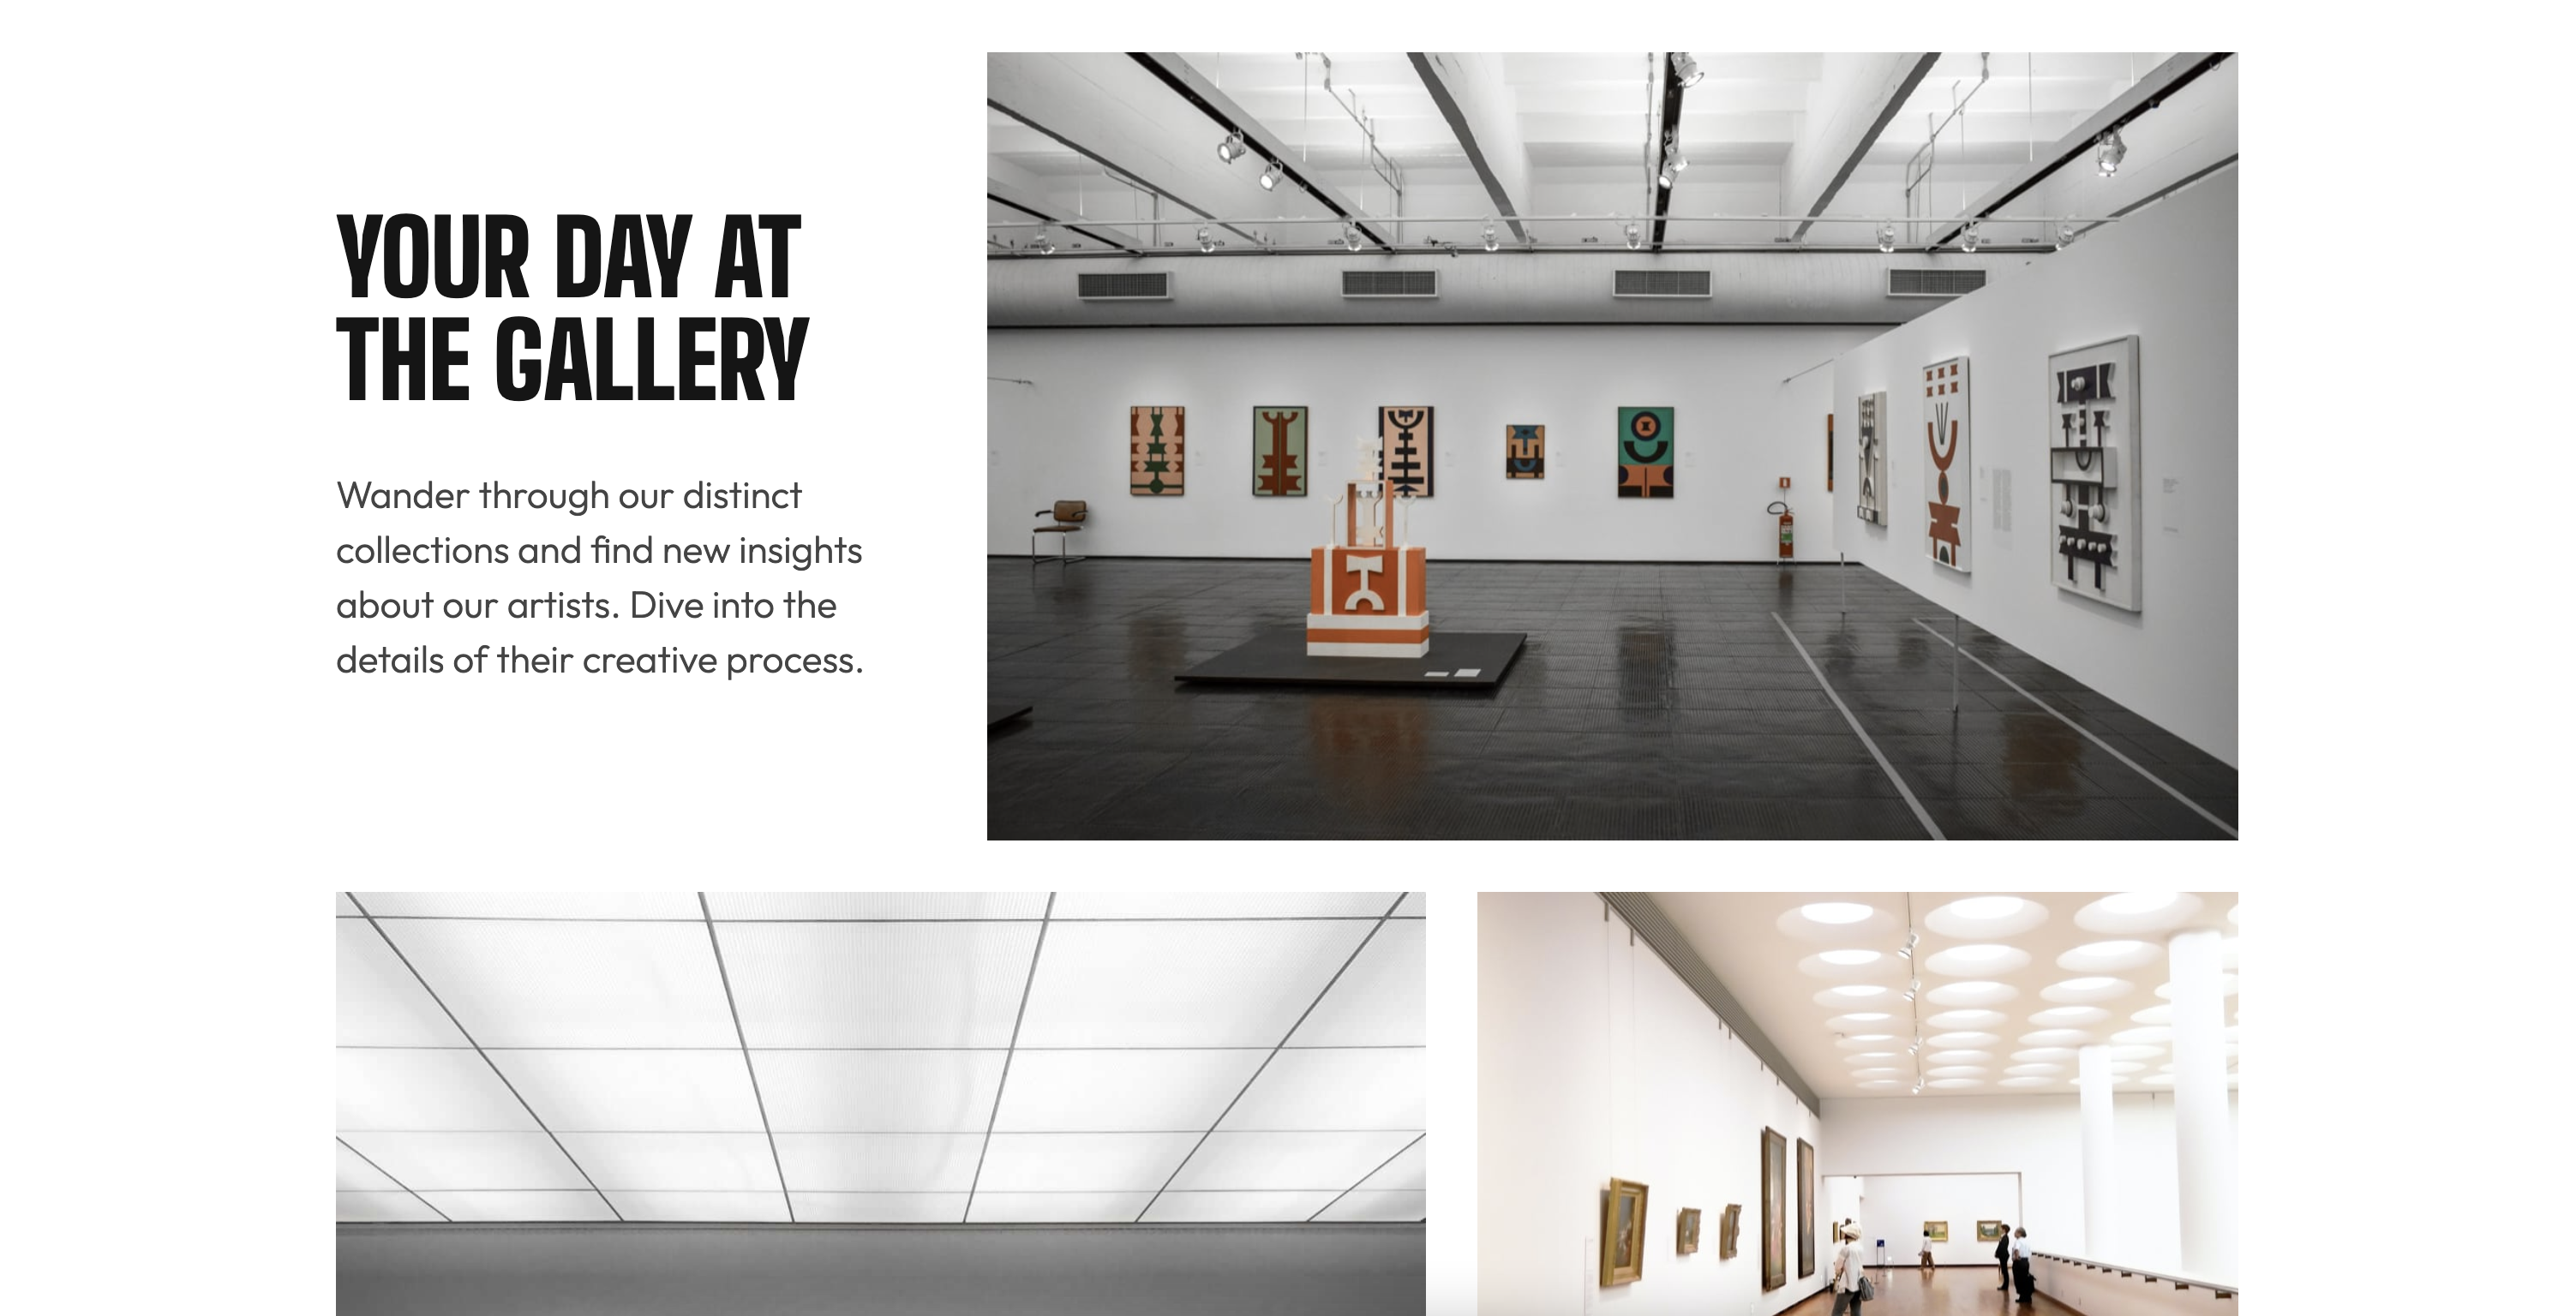 YOUR DAY AT
THE GALLERY
Wander through our distinct
collections and find new insights
about our artists. Dive into the
details of their creative process.